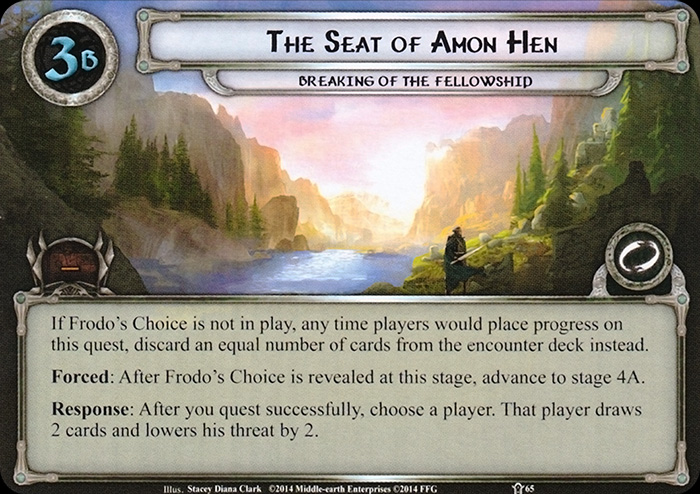 3B
THE SEAT OF AMON HEN
BREAKING OF THE FELLOWSHIP
–
If Frodo's Choice is not in play, any time players would place progress on
this quest, discard an equal number of cards from the encounter deck instead.
Forced: After Frodo's Choice is revealed at this stage, advance to stage 4A.
Response: After you quest successfully, choose a player. That player draws
2 cards and lowers his threat by 2.
Illus. Stacey Diana Clark ©2014 Middle-earth Enterprises ©2014 FFG 65